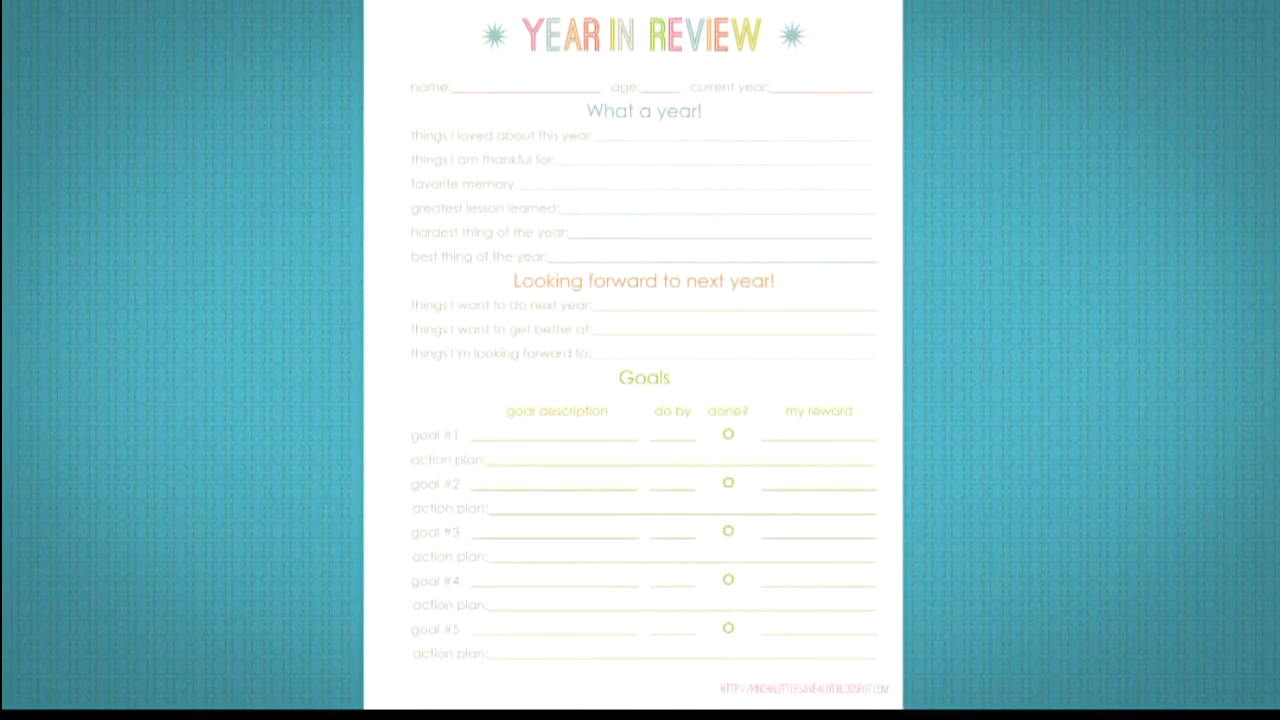 YEAR IN REVIEW
name: age: current year:
What a year!
things I loved about this year:
things I am thankful for:
favorite memory:
greatest lesson learned:
hardest thing of the year:
best thing of the year:
Looking forward to next year!
things I want to do next year:
things I want to get better at:
things I'm looking forward to:
Goals
goal description do by done? my reward
goal #1
action plan:
goal #2
action plan:
goal #3
action plan:
goal #4
action plan:
goal #5
action plan:
HTTP://PINCHALITTLESAVEALOT.BLOGSPOT.COM